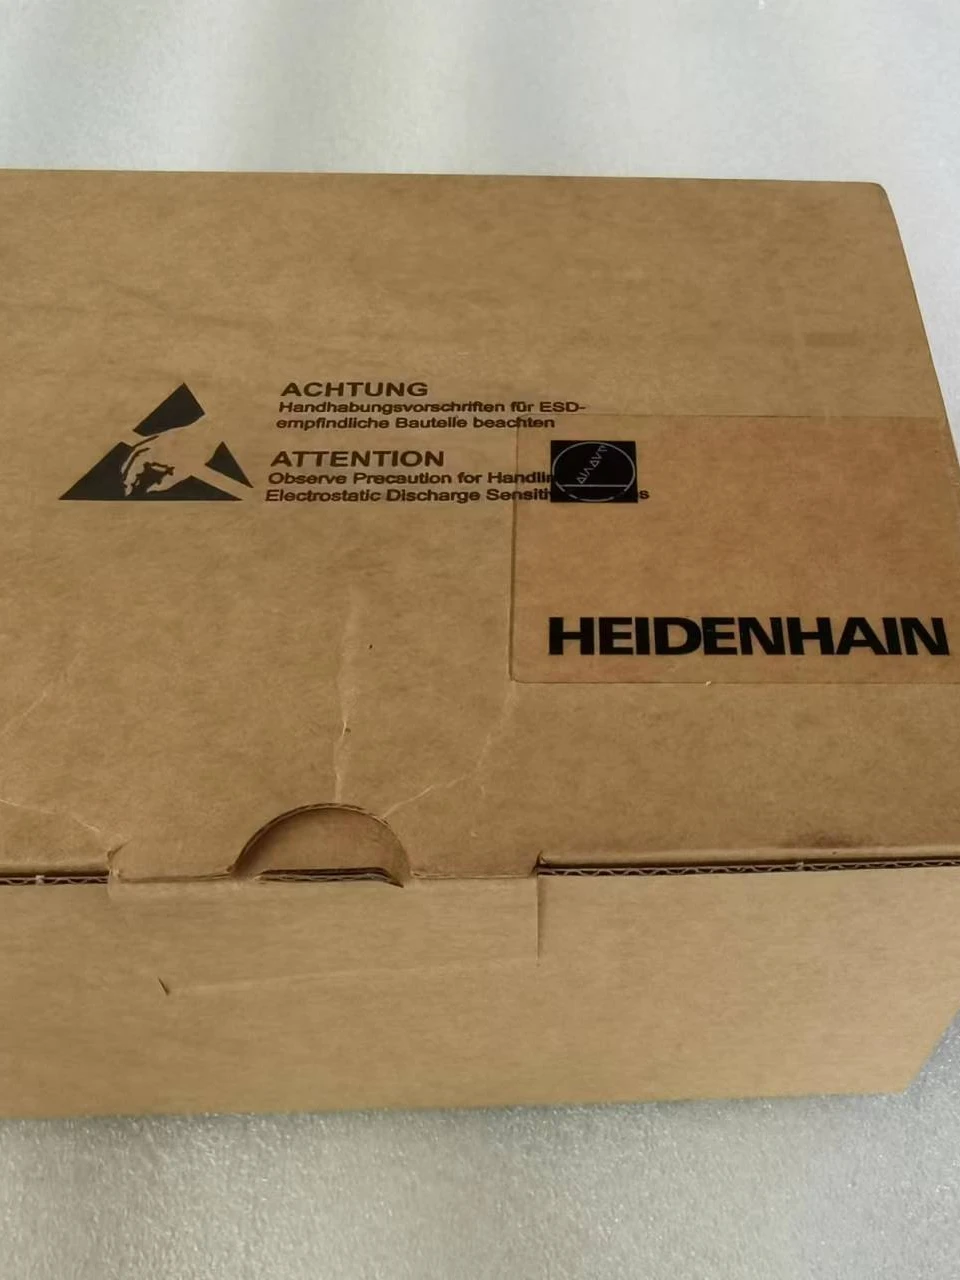 ACHTUNG
Handhabungsvorschriften für ESD-
empfindliche Bauteile beachten
ATTENTION
Observe Precaution for
Electrostatic Discharge
HEIDENHAIN